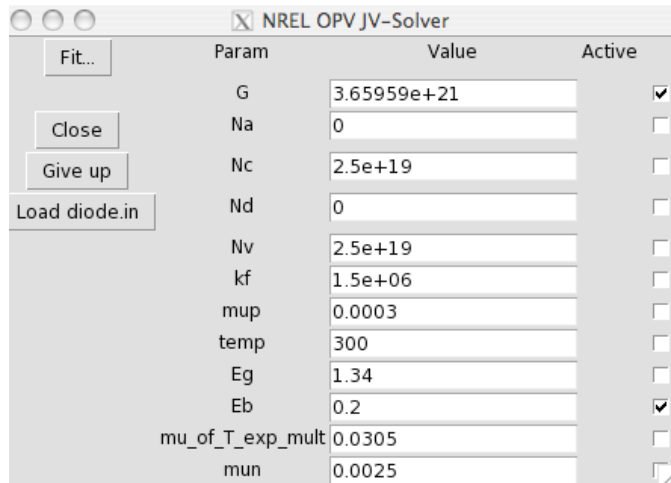 NREL OPV JV-Solver
Fit... Param Value Active
G 3.65959e+21
Close Na 0
Give up Nc 2.5e+19
Load diode.in Nd 0
Nv 2.5e+19
kf 1.5e+06
mup 0.0003
temp 300
Eg 1.34
Eb 0.2
mu_of_T_exp_mult 0.0305
mun 0.0025